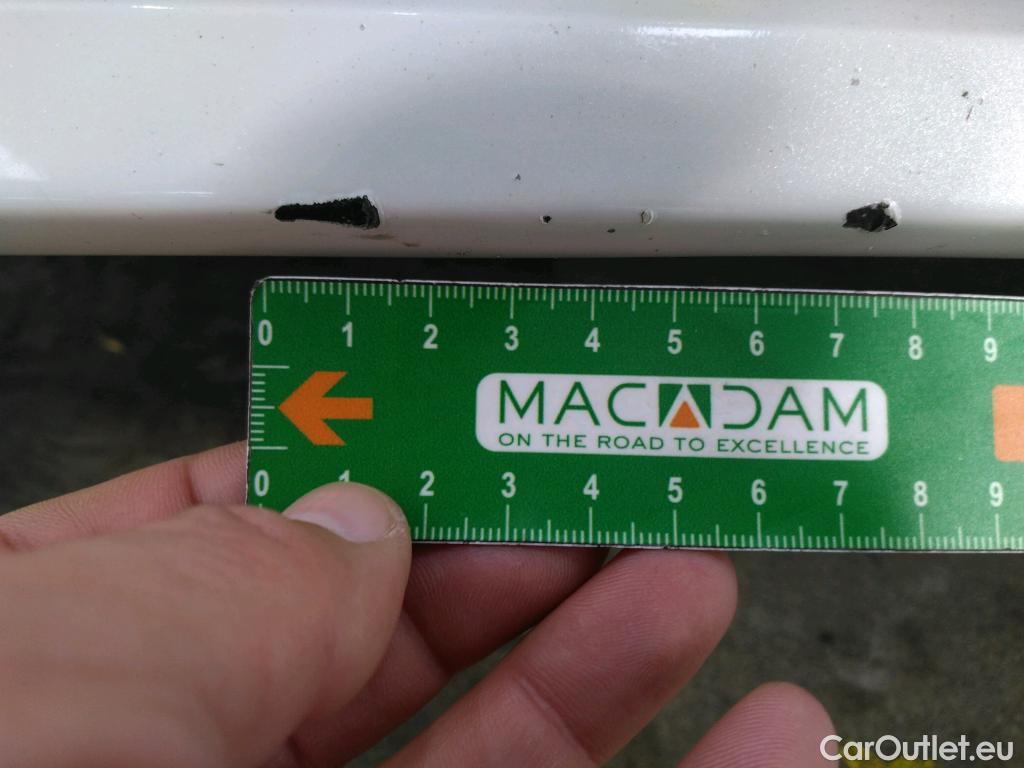 0 1 2 3 4 5 6 7 8 9
MACADAM
ON THE ROAD TO EXCELLENCE
0 1 2 3 4 5 6 7 8 9
CarOutlet.eu